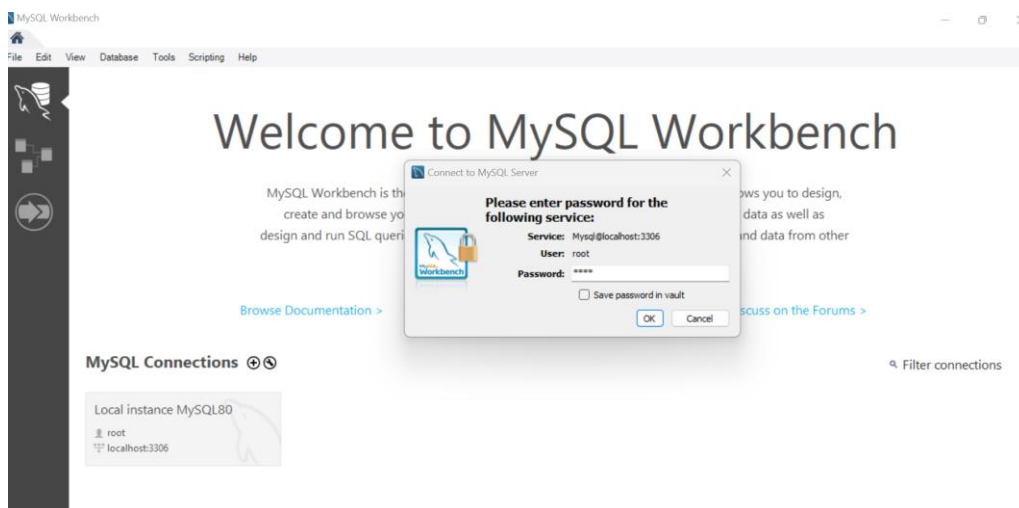 MySQL Workbench
File Edit View Database Tools Scripting Help
Welcome to MySQL Workbench
MySQL Workbench is the
ows you to design,
create and browse yo
data as well as
design and run SQL queri
nd data from other
Connect to MySQL Server
Please enter password for the
following service:
Service: Mysql@localhost:3306
User: root
Password: ****
Save password in vault
OK Cancel
MySQL
Workbench
Browse Documentation >
scuss on the Forums >
MySQL Connections
Filter connections
Local instance MySQL80
root
localhost:3306